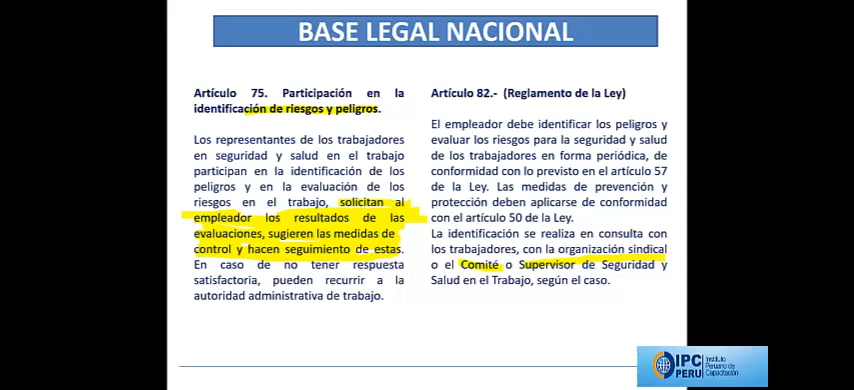 BASE LEGAL NACIONAL
Artículo 75. Participación en la
identificación de riesgos y peligros.
Los representantes de los trabajadores
en seguridad y salud en el trabajo
participan en la identificación de los
peligros y en la evaluación de los
riesgos en el trabajo, solicitan al
empleador los resultados de las
evaluaciones, sugieren las medidas de
control y hacen seguimiento de estas.
En caso de no tener respuesta
satisfactoria, pueden recurrir a la
autoridad administrativa de trabajo.
Artículo 82.- (Reglamento de la Ley)
El empleador debe identificar los peligros y
evaluar los riesgos para la seguridad y salud
de los trabajadores en forma periódica, de
conformidad con lo previsto en el artículo 57
de la Ley. Las medidas de prevención y
protección deben aplicarse de conformidad
con el artículo 50 de la Ley.
La identificación se realiza en consulta con
los trabajadores, con la organización sindical
o el Comité o Supervisor de Seguridad y
Salud en el Trabajo, según el caso.
IPC
PERU
Instituto
Peruano de
Capacitación